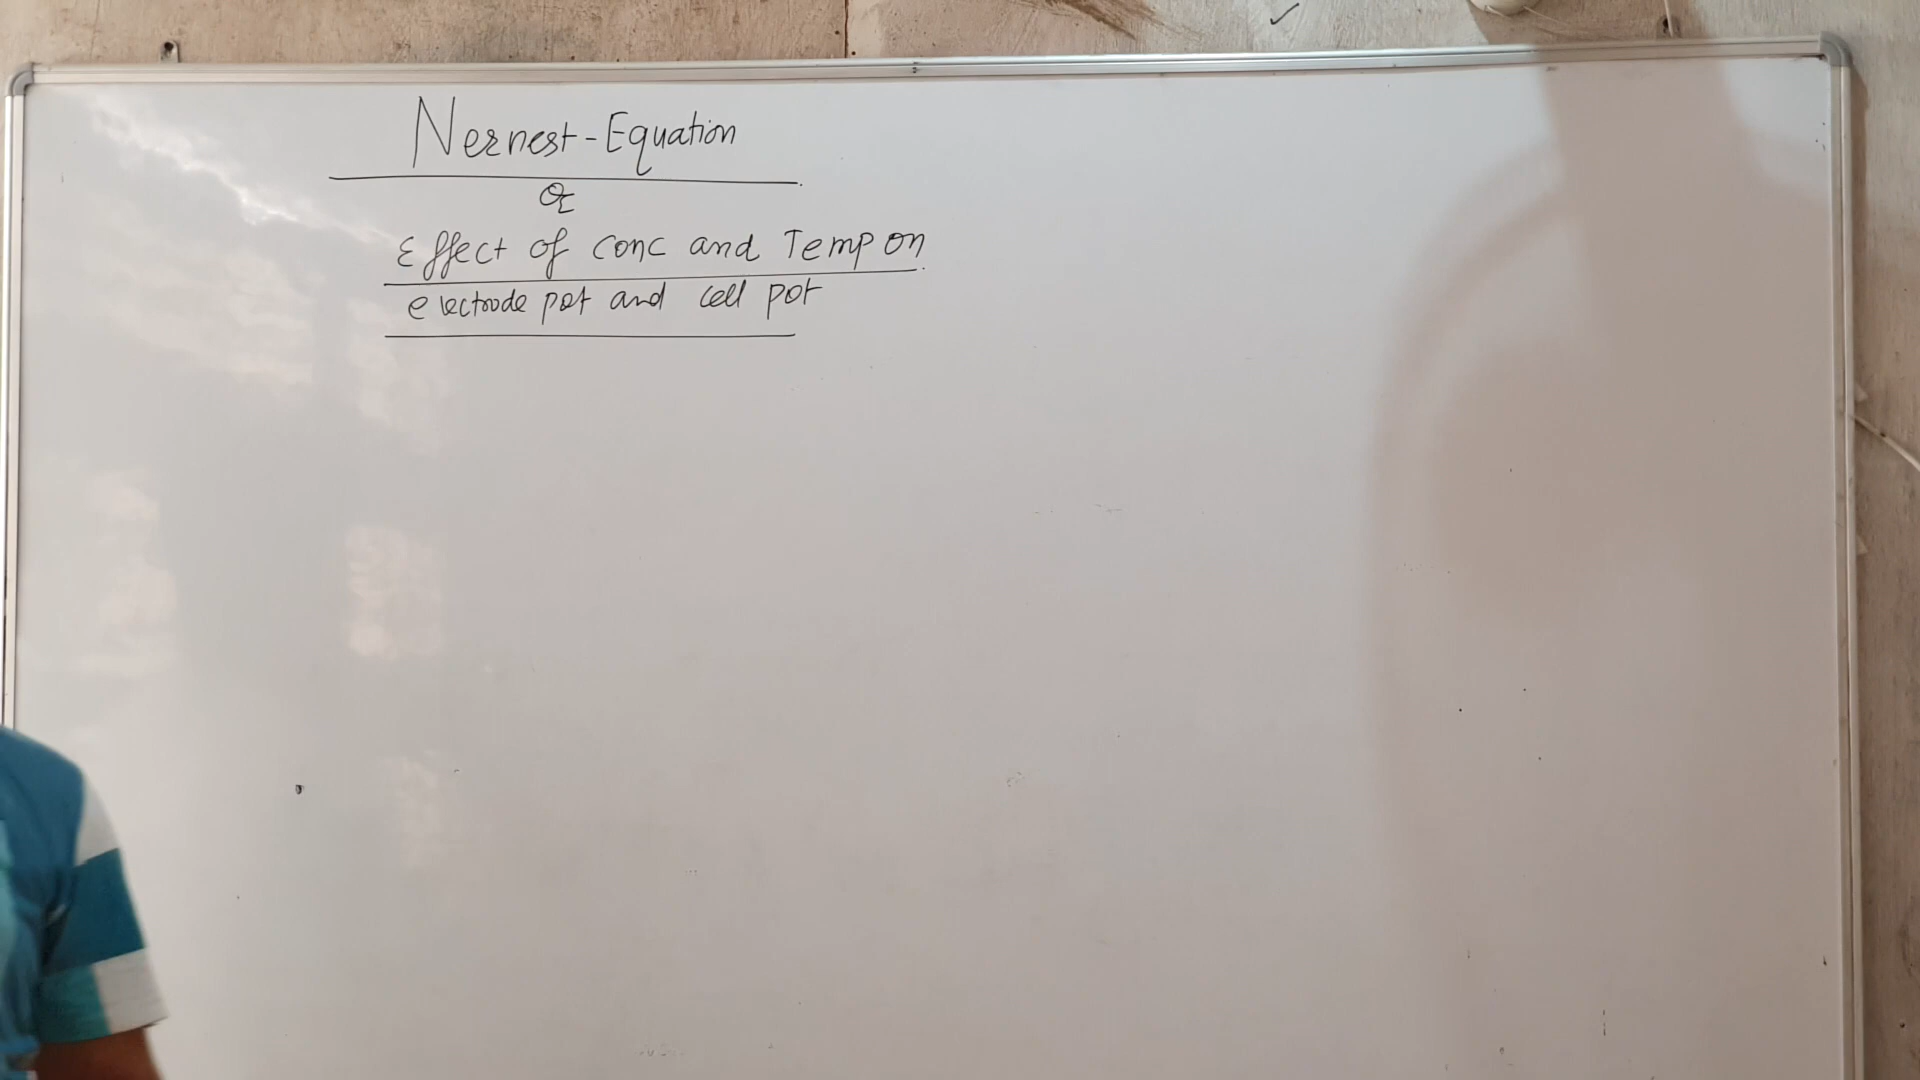 Nernest-Equation
Or
Effect of conc and Temp on
electrode pot and cell pot